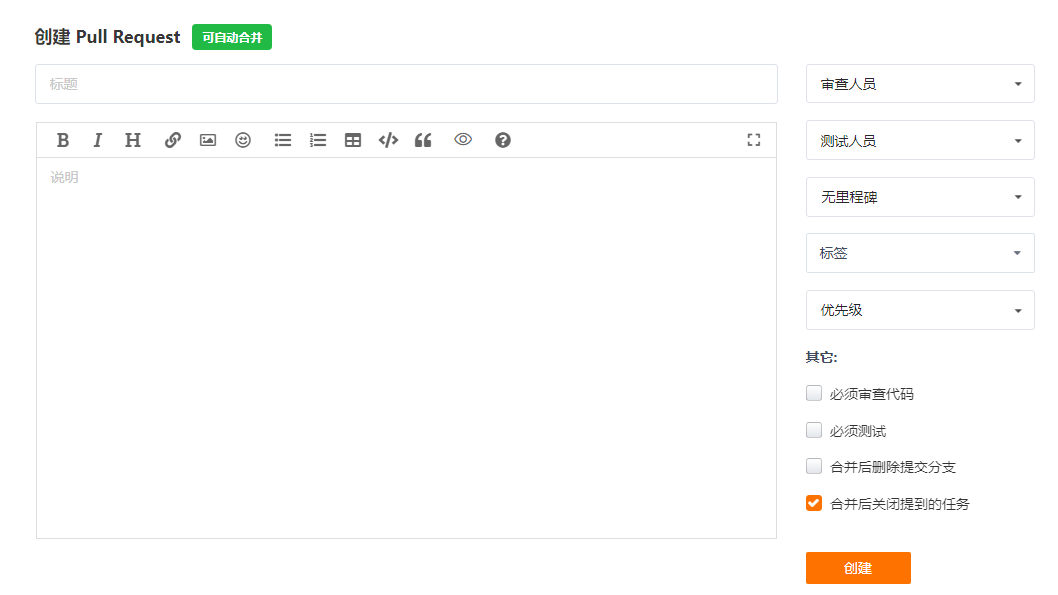 创建 Pull Request 可自动合并
标题
审查人员
B I H
测试人员
说明
无里程碑
标签
优先级
其它:
必须审查代码
必须测试
合并后删除提交分支
合并后关闭提到的任务
创建